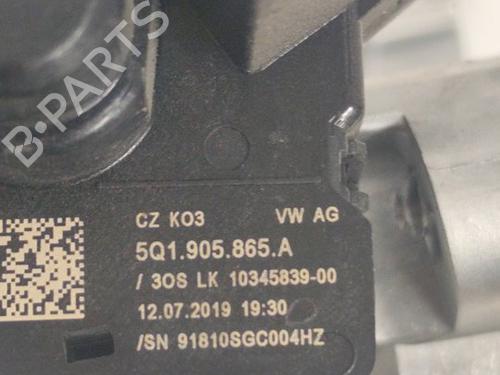 B-PARTS
CZ KO3 VW AG
5Q1.905.865.A
/ 3OS LK 10345839-00
12.07.2019 19:30
/SN 91810SGC004HZ